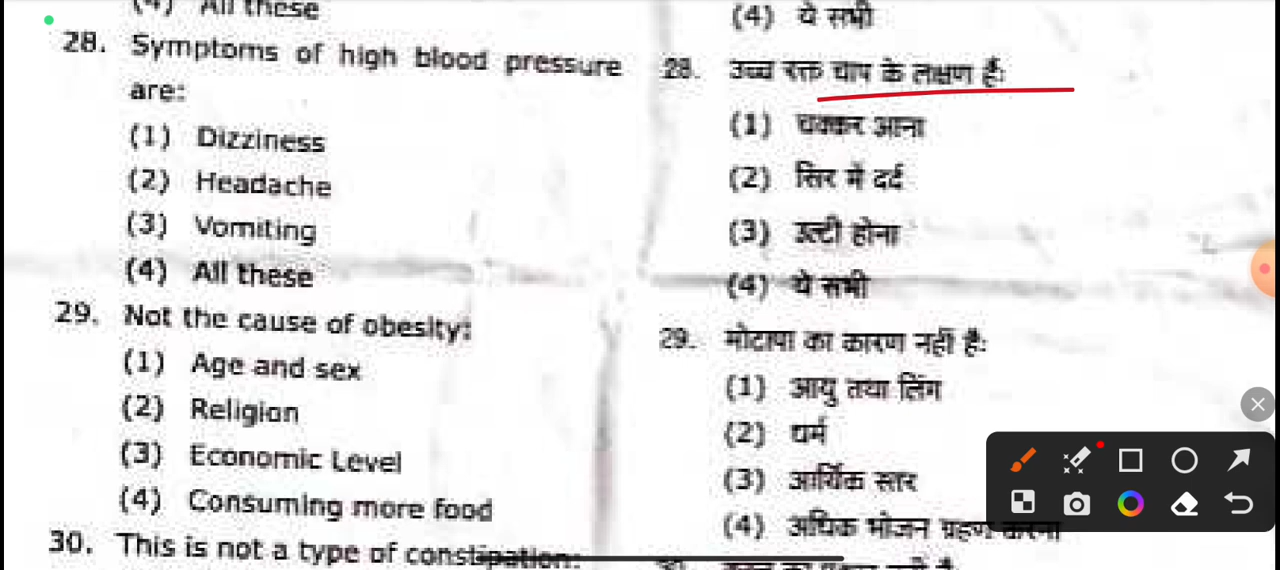 (4) All these
28. Symptoms of high blood pressure
are:
(1) Dizziness
(2) Headache
(3) Vomiting
(4) All these
29. Not the cause of obesity:
(1) Age and sex
(2) Religion
(3) Economic Level
(4) Consuming more food
30. This is not a type of constipation:
(4) ये सभी
28. उच्च रक्त चाप के लक्षण हैं:
(1) चक्कर आना
(2) सिर में दर्द
(3) उल्टी होना
(4) ये सभी
29. मोटापा का कारण नहीं है:
(1) आयु तथा लिंग
(2) धर्म
(3) आर्थिक स्तर
(4) अधिक भोजन ग्रहण करना
30.